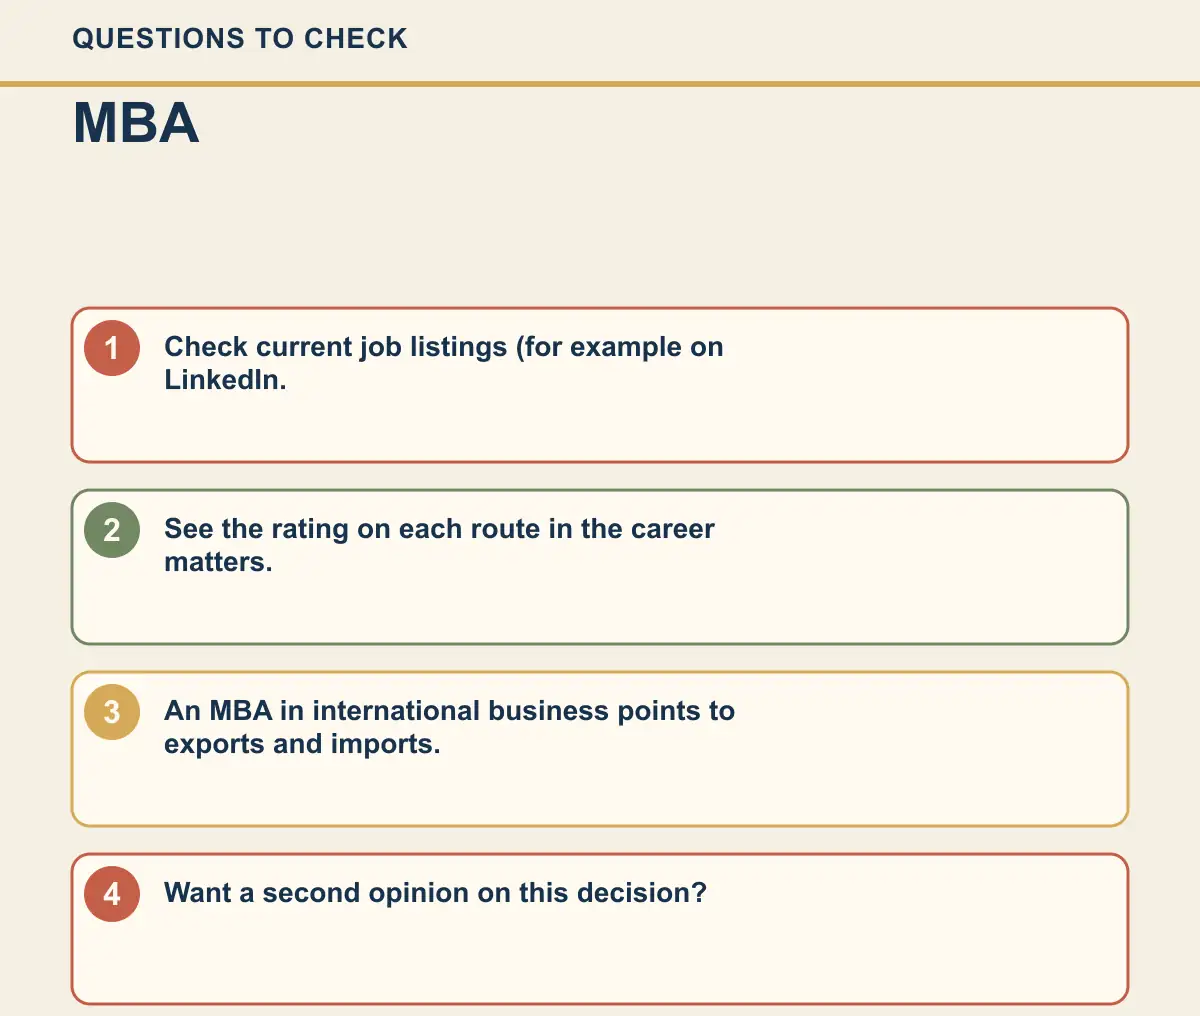 QUESTIONS TO CHECK
MBA
1
Check current job listings (for example on
LinkedIn.
2
See the rating on each route in the career
matters.
3
An MBA in international business points to
exports and imports.
4
Want a second opinion on this decision?